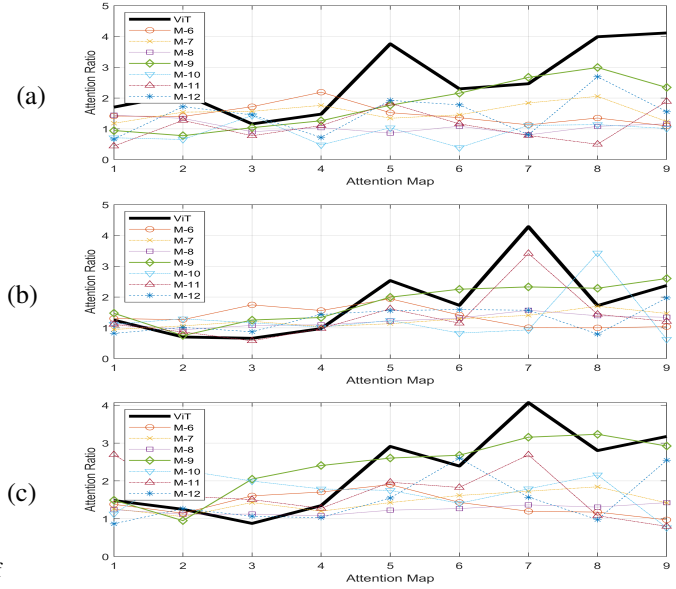 5
4
3
2
1
0
Attention Ratio
ViT
M-6
M-7
M-8
M-9
M-10
M-11
M-12
1 2 3 4 5 6 7 8 9
Attention Map
(a)
5
4
3
2
1
0
Attention Ratio
ViT
M-6
M-7
M-8
M-9
M-10
M-11
M-12
1 2 3 4 5 6 7 8 9
Attention Map
(b)
4
3
2
1
0
Attention Ratio
ViT
M-6
M-7
M-8
M-9
M-10
M-11
M-12
1 2 3 4 5 6 7 8 9
Attention Map
(c)
f